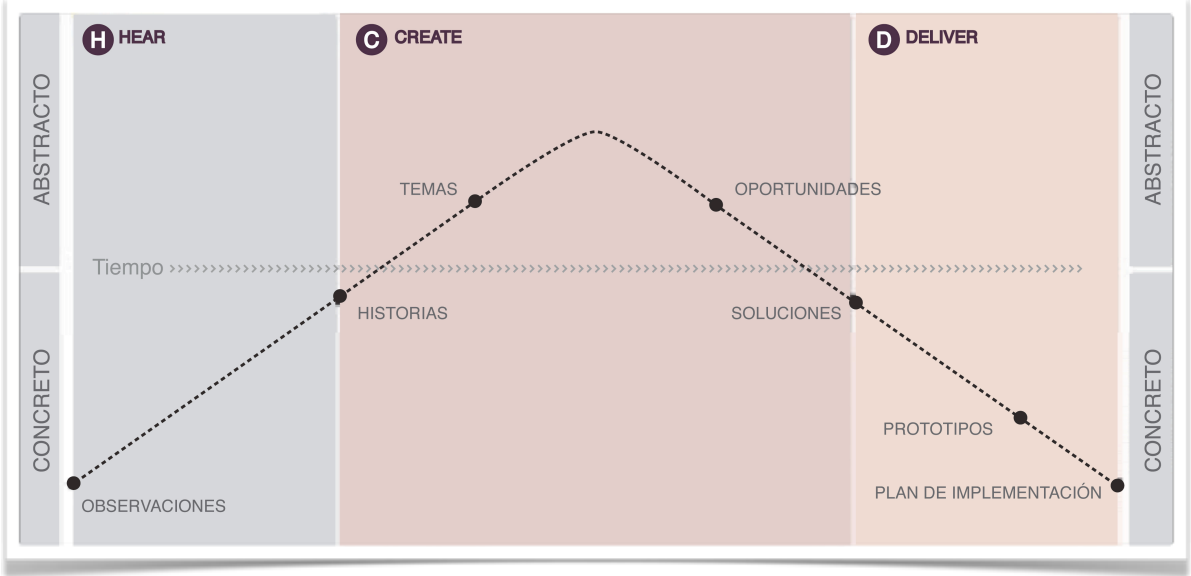 H HEAR
C CREATE
D DELIVER
ABSTRACTO
ABSTRACTO
TEMAS
OPORTUNIDADES
Tiempo
HISTORIAS
SOLUCIONES
CONCRETO
CONCRETO
PROTOTIPOS
PLAN DE IMPLEMENTACIÓN
OBSERVACIONES